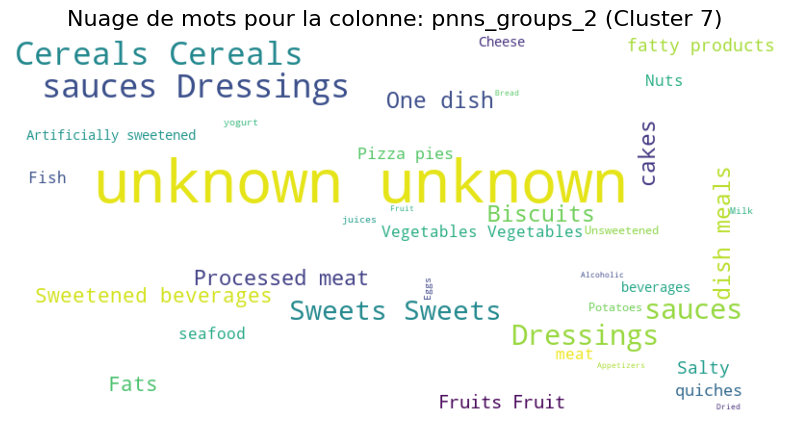 Nuage de mots pour la colonne: pnns_groups_2 (Cluster 7)
Cheese
fatty products
Cereals Cereals
Nuts
sauces Dressings
One dish
Bread
yogurt
Artificially sweetened
cakes
Pizza pies
Fish
unknown unknown
dish meals
Fruit
Milk
juices
Biscuits
Vegetables Vegetables
Unsweetened
Processed meat
Alcoholic
Eggs
beverages
Sweetened beverages
Sweets Sweets
Potatoes
sauces
seafood
Dressings
meat
Appetizers
Salty
Fats
quiches
Fruits Fruit
Dried